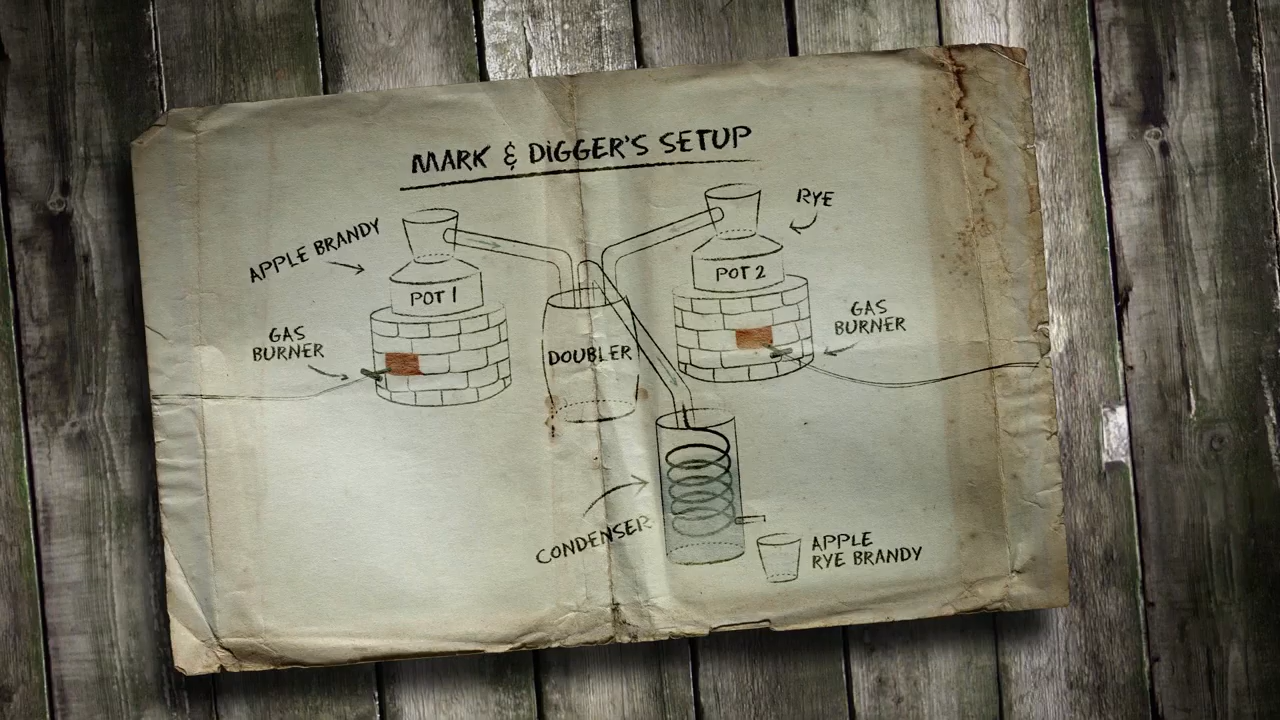 MARK & DIGGER'S SETUP
APPLE BRANDY
POT 1
GAS
BURNER
DOUBLER
RYE
POT 2
GAS
BURNER
CONDENSER
APPLE
RYE BRANDY